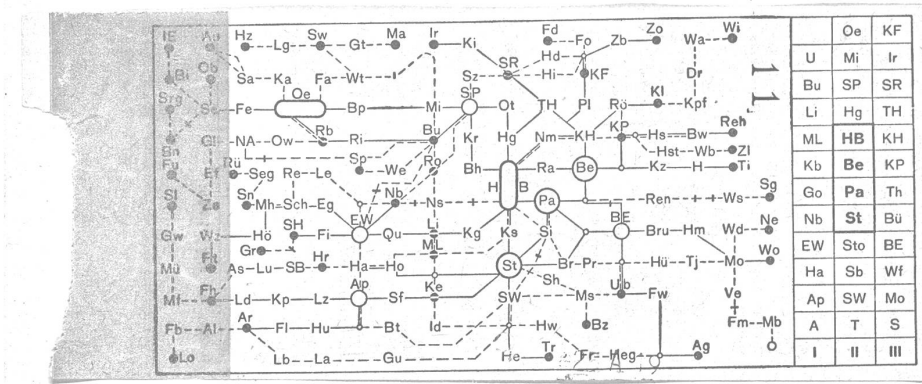 IE Au Hz Lg Sw Gt Ma Ir Ki Fd Fo Zb Zo Wa Wi
SR Hd
Bi Ob Sa Ka Fa Wt I Sz Hi KF Dr
Srg Se Fe Oe Bp Mi SP Ot TH Pl Rö Kl Kpf
Rb Bu Hg Nm KH KP Hs Bw Reh
Bn Gl NA Ow Ri Kr Hst Wb Zl
Fu Ef Rü Seg Re Le Sp We Ro Bh H B Ra Be Kz H Ti
Sl Za Sn Mh Sch Eg Nb Ns Pa Ren Ws Sg
Gw Wz Hö SH Fi EW Qu Li Kg Ks Si BE Bru Hm Wd Ne
Gr ML
Mü Ft As Lu SB Hr Ha Ho St Br Pr Hü Tj Mo Wo
Mf Fh Ld Kp Lz Ap Sf Ke SW Sh Ms Ub Fw Ve
Fb Al Ar Fl Hu Bt Id Hw Bz Fm Mb
Lo Lb La Gu He Tr Fr Heg Ag
11
Oe KF
U Mi Ir
Bu SP SR
Li Hg TH
ML HB KH
Kb Be KP
Go Pa Th
Nb St Bü
EW Sto BE
Ha Sb Wf
Ap SW Mo
A T S
I II III